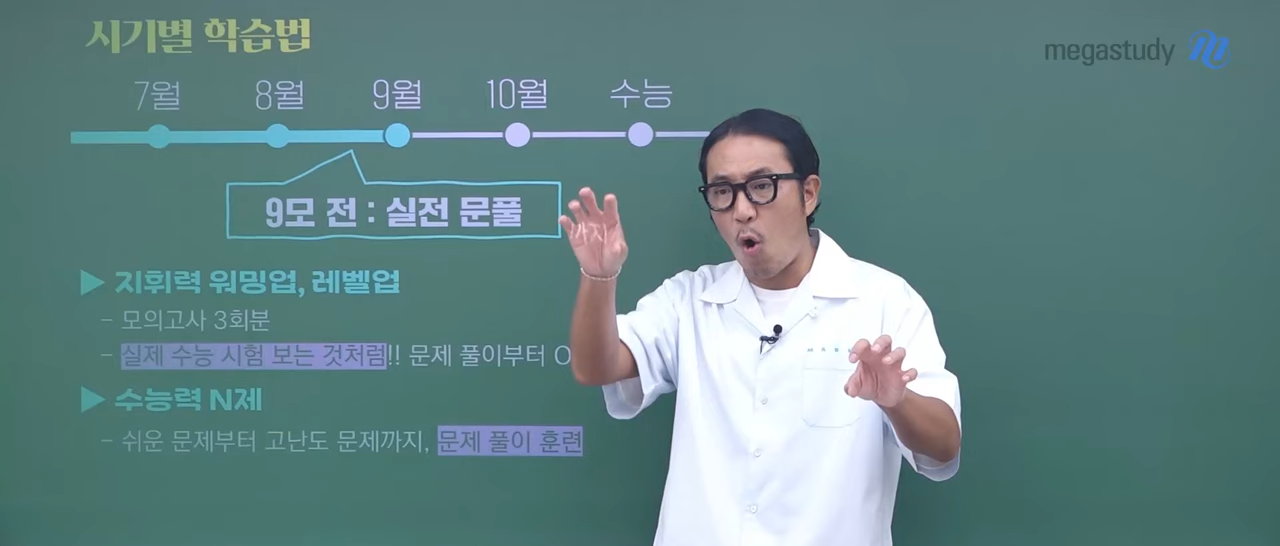 시기별 학습법
megastudy
7월 8월 9월 10월 수능
9모 전 : 실전 문풀
▶ 지휘력 워밍업, 레벨업
- 모의고사 3회분
- 실제 수능 시험 보는 것처럼!! 문제 풀이부터
▶ 수능력 N제
- 쉬운 문제부터 고난도 문제까지, 문제 풀이 훈련